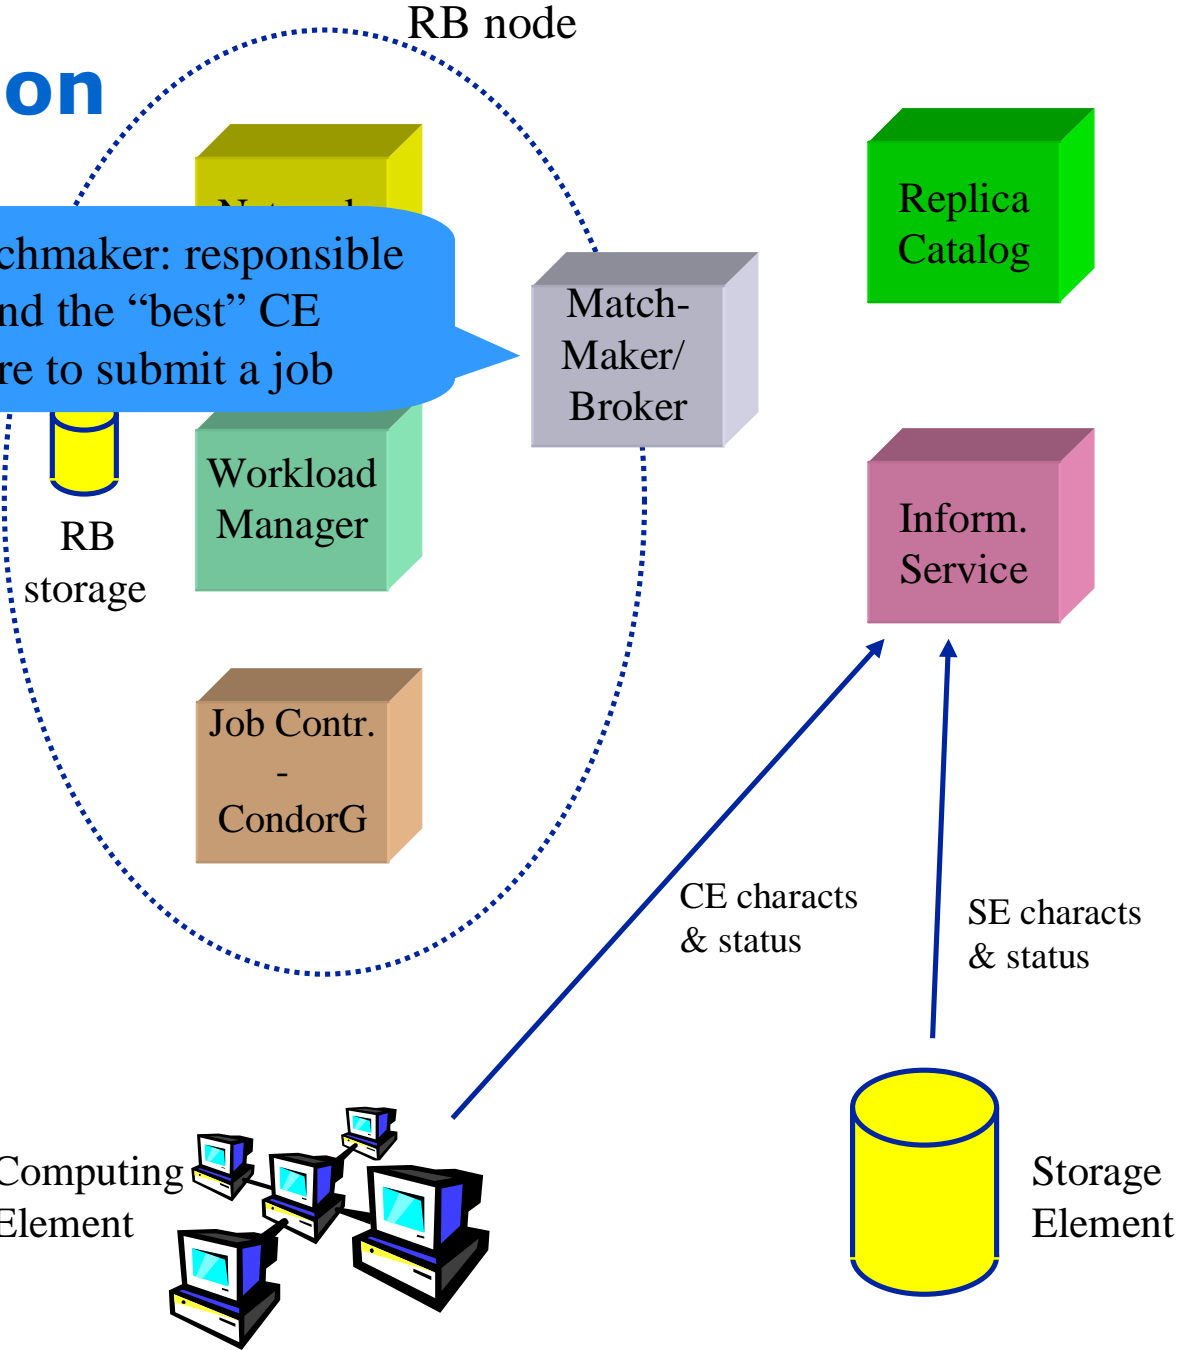 RB node
on
Replica
Catalog
chmaker: responsible
nd the “best” CE
re to submit a job
Match-
Maker/
Broker
Workload
Manager
RB
storage
Inform.
Service
Job Contr.
-
CondorG
CE characts
& status
SE characts
& status
Computing
Element
Storage
Element